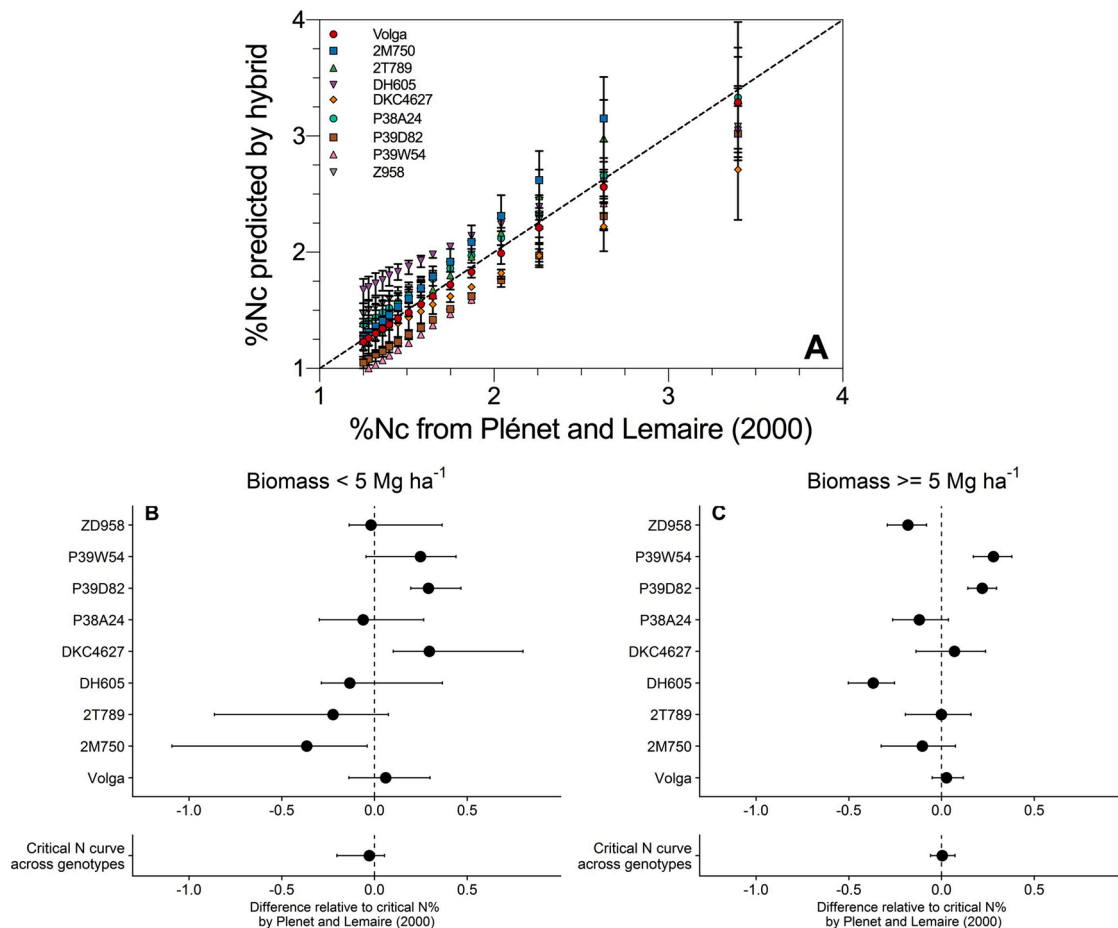 %Nc predicted by hybrid
4
3
2
1
Volga
2M750
2T789
DH605
DKC4627
P38A24
P39D82
P39W54
Z958
A
1 2 3 4
%Nc from Plénet and Lemaire (2000)
Biomass < 5 Mg ha⁻¹
B
ZD958
P39W54
P39D82
P38A24
DKC4627
DH605
2T789
2M750
Volga
-1.0 -0.5 0.0 0.5
Critical N curve
across genotypes
-1.0 -0.5 0.0 0.5
Difference relative to critical N%
by Plenet and Lemaire (2000)
Biomass >= 5 Mg ha⁻¹
C
ZD958
P39W54
P39D82
P38A24
DKC4627
DH605
2T789
2M750
Volga
-1.0 -0.5 0.0 0.5
Critical N curve
across genotypes
-1.0 -0.5 0.0 0.5
Difference relative to critical N%
by Plenet and Lemaire (2000)